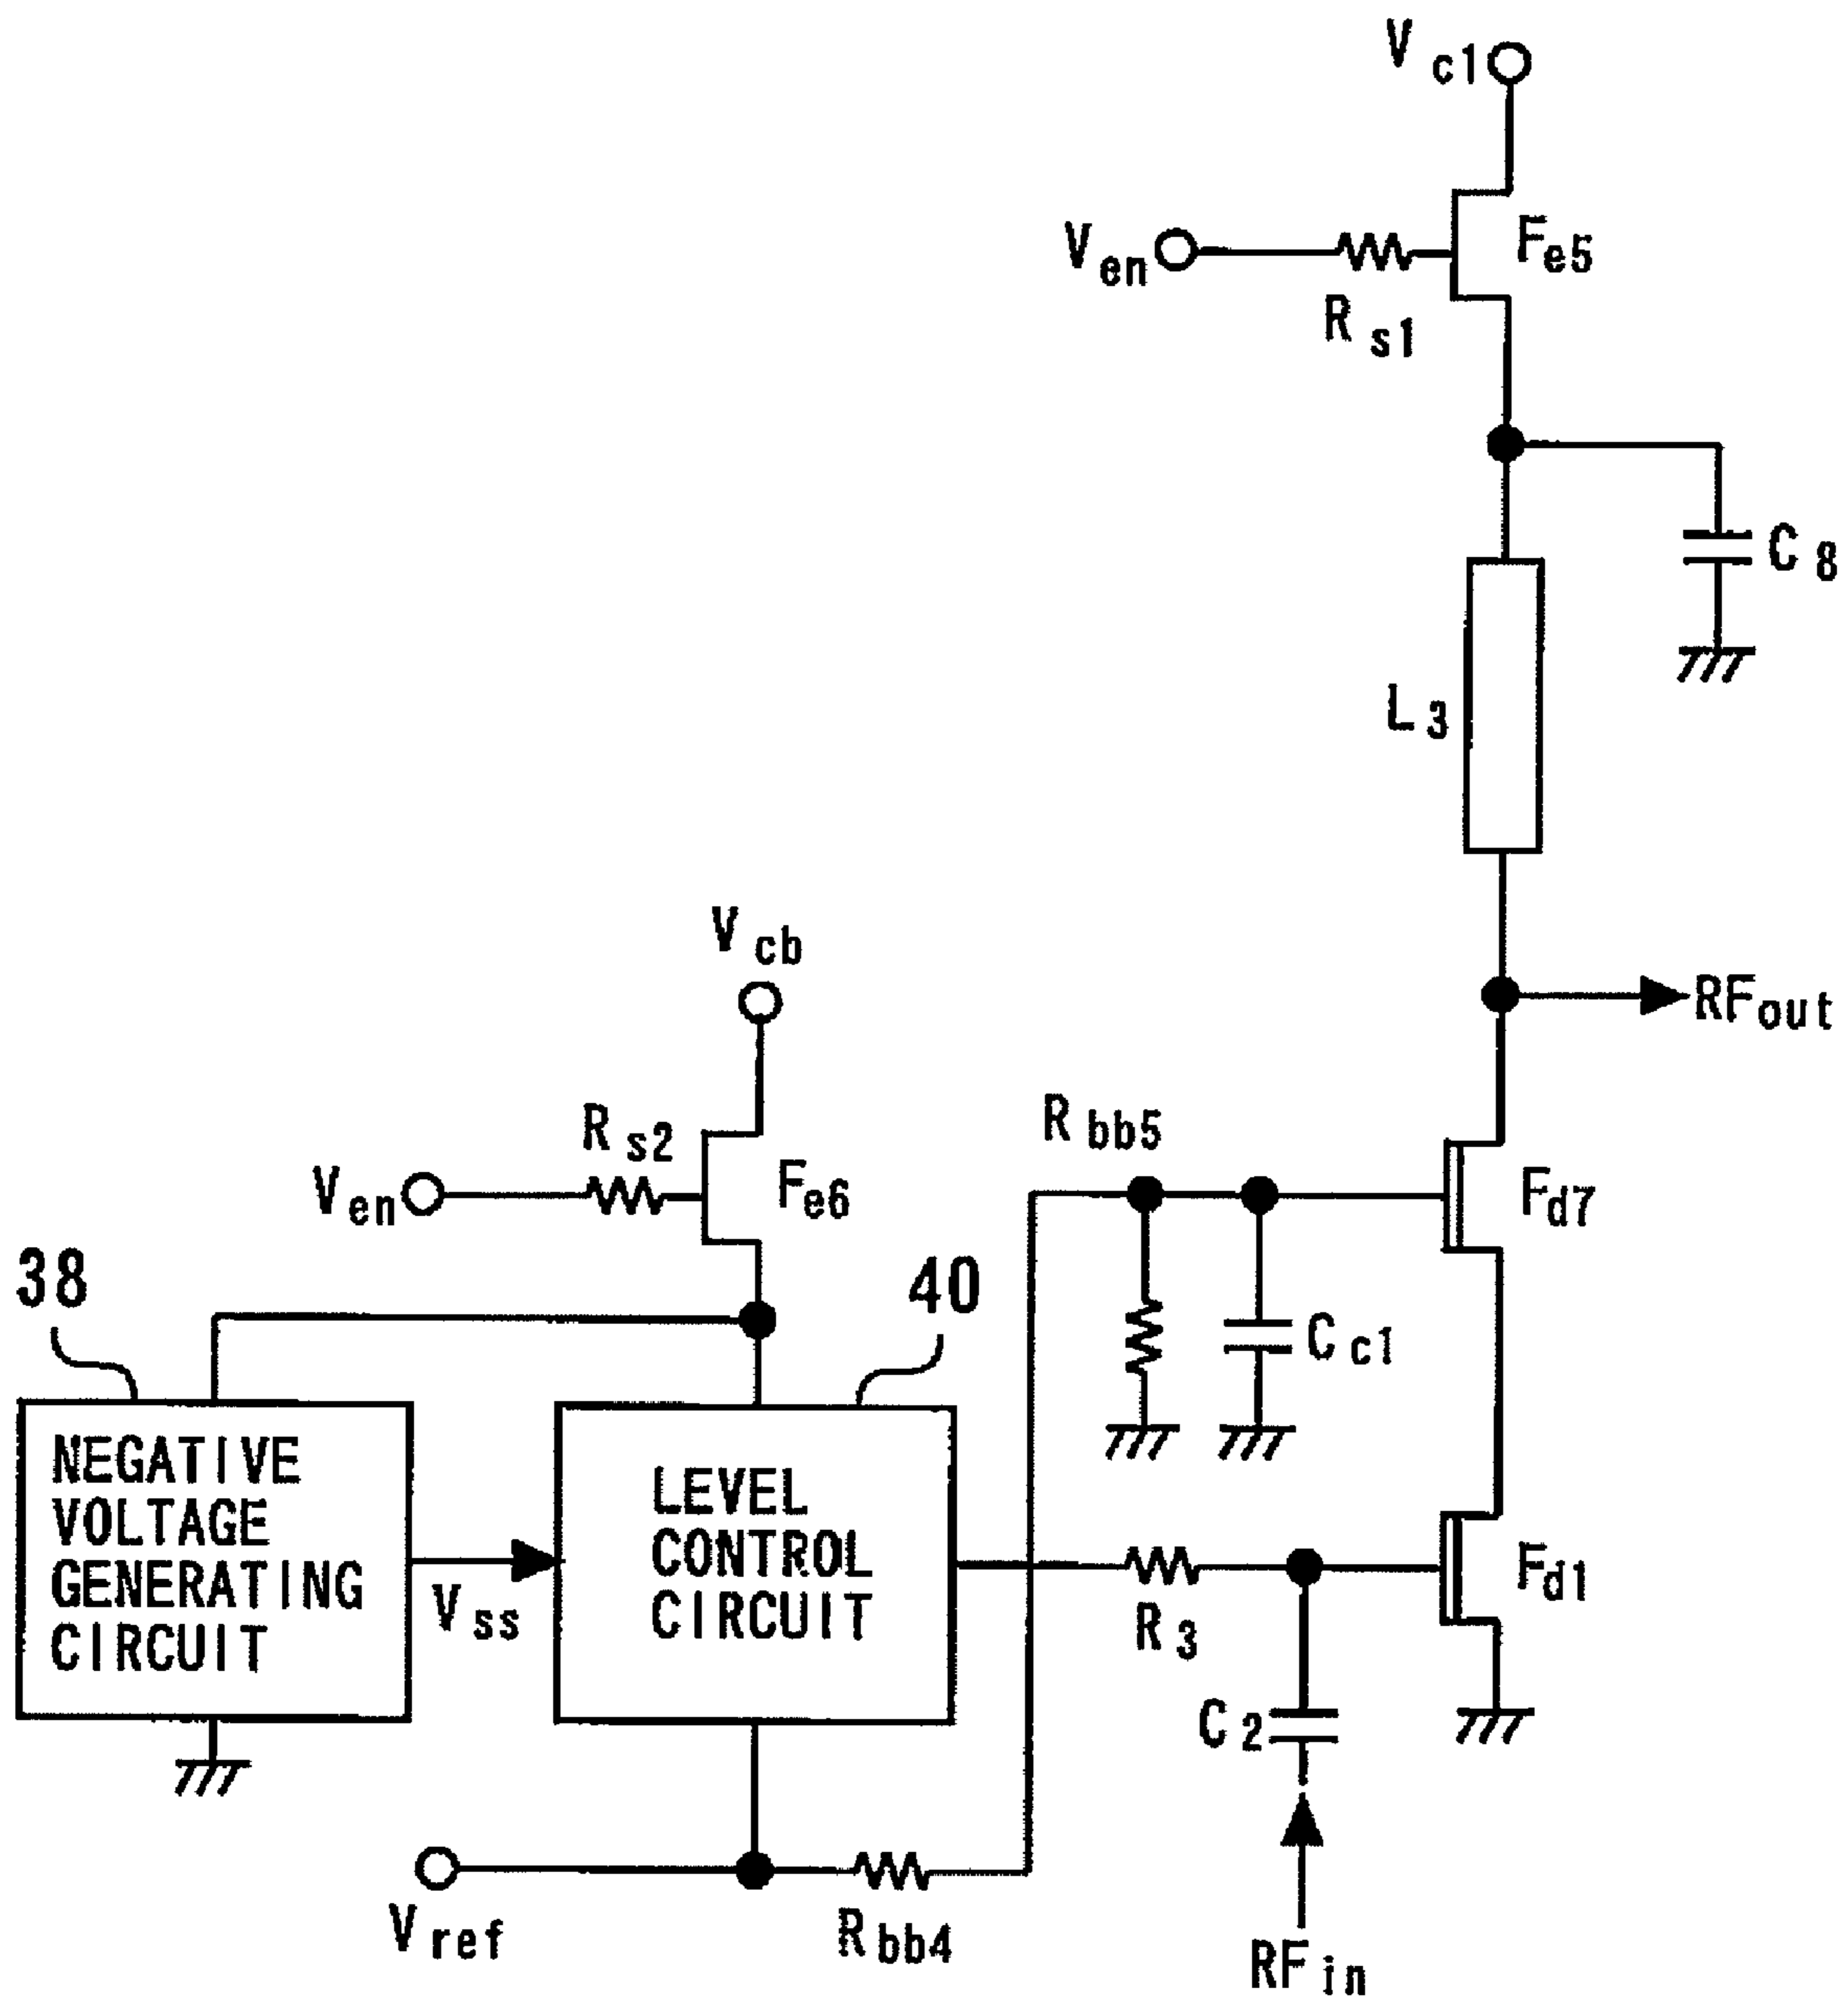 Vc1
Ven
Fe5
Rs1
C8
L3
Vcb
RFout
Rbb5
Rs2
Ven
Fe6
Fd7
38
40
Cc1
NEGATIVE
VOLTAGE
GENERATING
CIRCUIT
Vss
LEVEL
CONTROL
CIRCUIT
R3
Fd1
C2
Vref
Rbb4
RFin